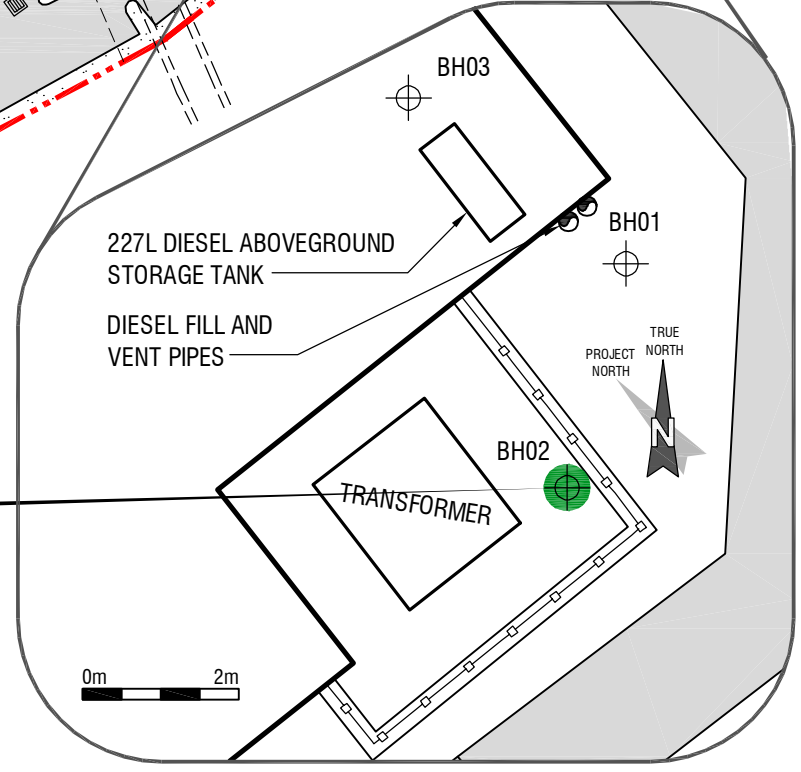 BH03
227L DIESEL ABOVEGROUND
STORAGE TANK
BH01
DIESEL FILL AND
VENT PIPES
TRUE
NORTH
PROJECT
NORTH
N
BH02
TRANSFORMER
0m 2m